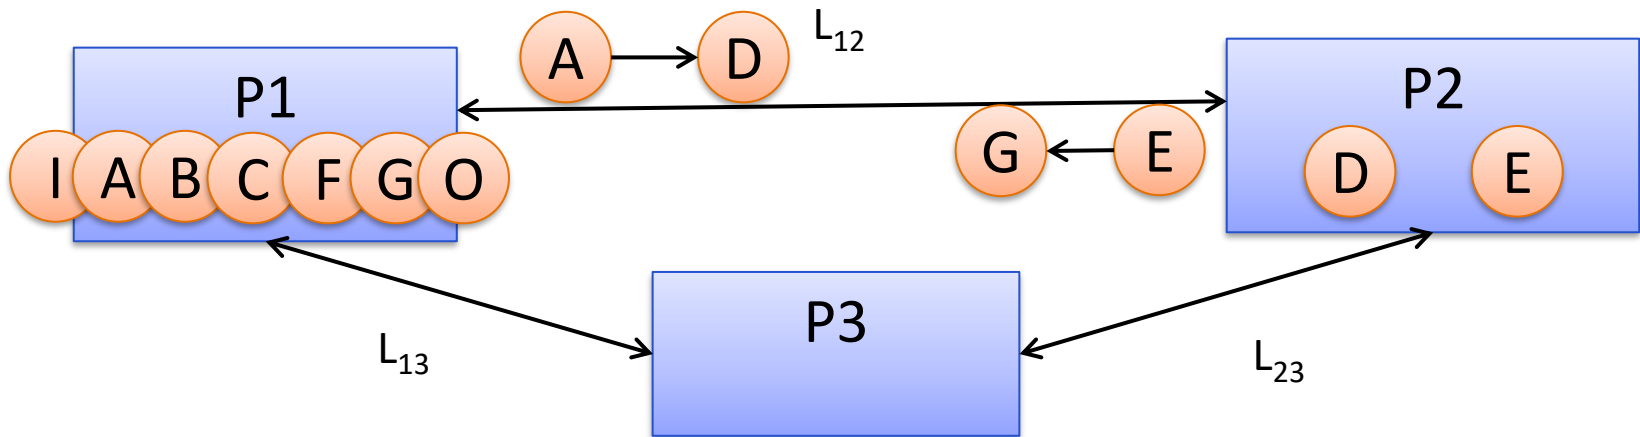 A D L₁₂
P1 P2
G E
I A B C F G O D E
P3
L₁₃ L₂₃